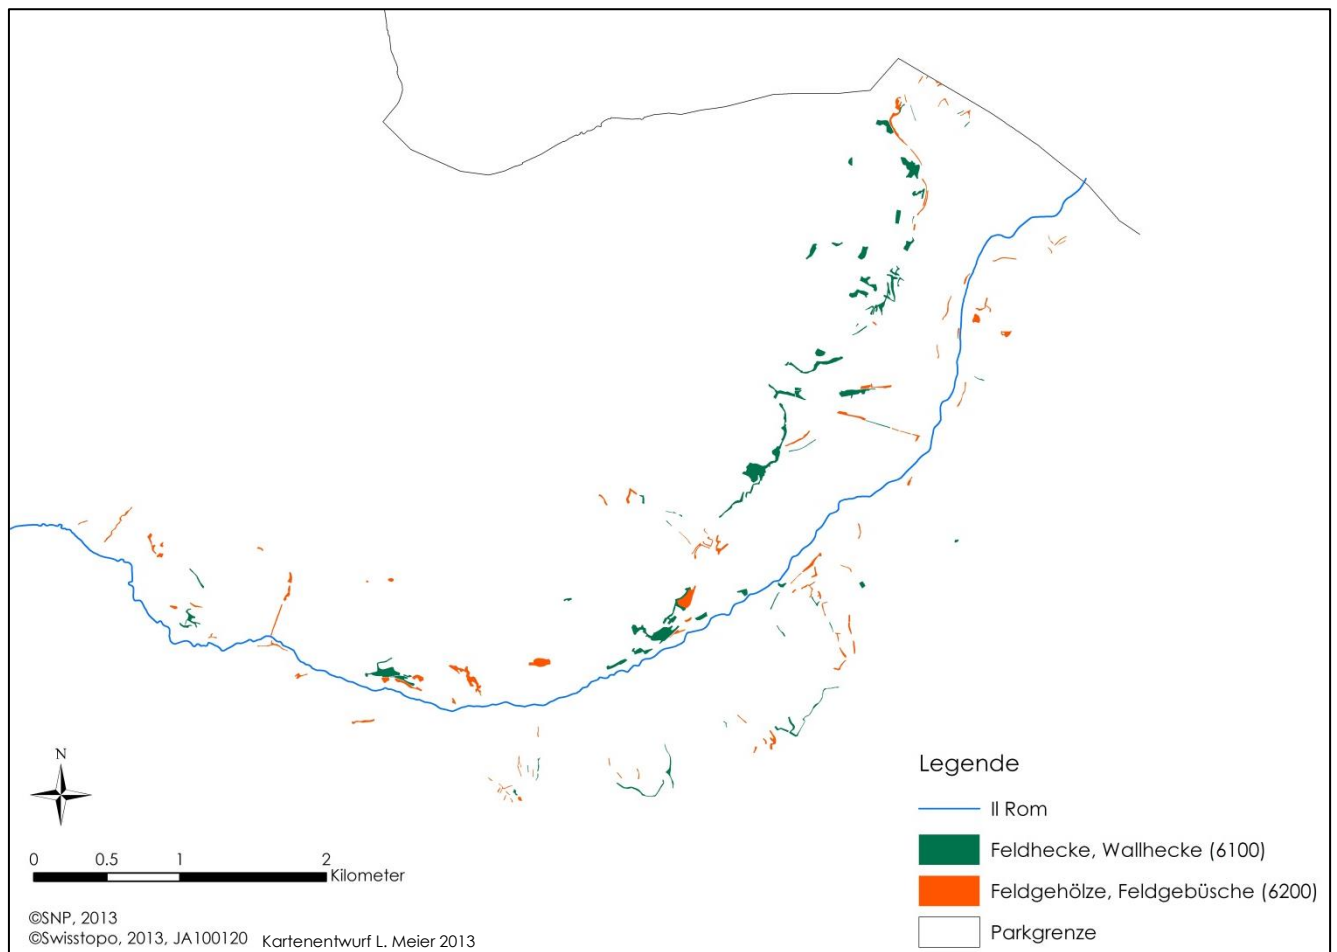 N
0 0.5 1 2
Kilometer
©SNP, 2013
©Swisstopo, 2013, JA100120 Kartenentwurf L. Meier 2013
Legende
Il Rom
Feldhecke, Wallhecke (6100)
Feldgehölze, Feldgebüsche (6200)
Parkgrenze